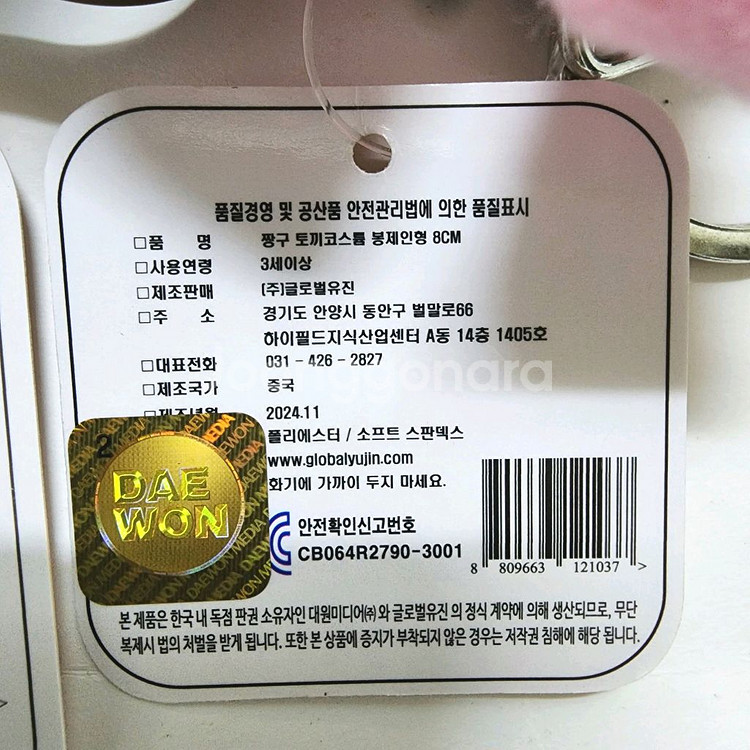 품질경영 및 공산품 안전관리법에 의한 품질표시
□품 명 짱구 토끼코스튬 봉제인형 8CM
□사용연령 3세이상
□제조판매 (주)글로벌유진
□주 소 경기도 안양시 동안구 벌말로66
하이필드지식산업센터 A동 14층 1405호
□대표전화 031 - 426 - 2827
□제조국가 중국
□제조년월 2024.11
폴리에스터 / 소프트 스판덱스
www.globalyujin.com
화기에 가까이 두지 마세요.
2
DAE
WON
안전확인신고번호
CB064R2790-3001
8 809663 121037 >
본 제품은 한국 내 독점 판권 소유자인 대원미디어㈜ 와 글로벌유진 의 정식 계약에 의해 생산되므로, 무단
복제시 법의 처벌을 받게 됩니다. 또한 본 상품에 증지가 부착되지 않은 경우는 저작권 침해에 해당 됩니다.